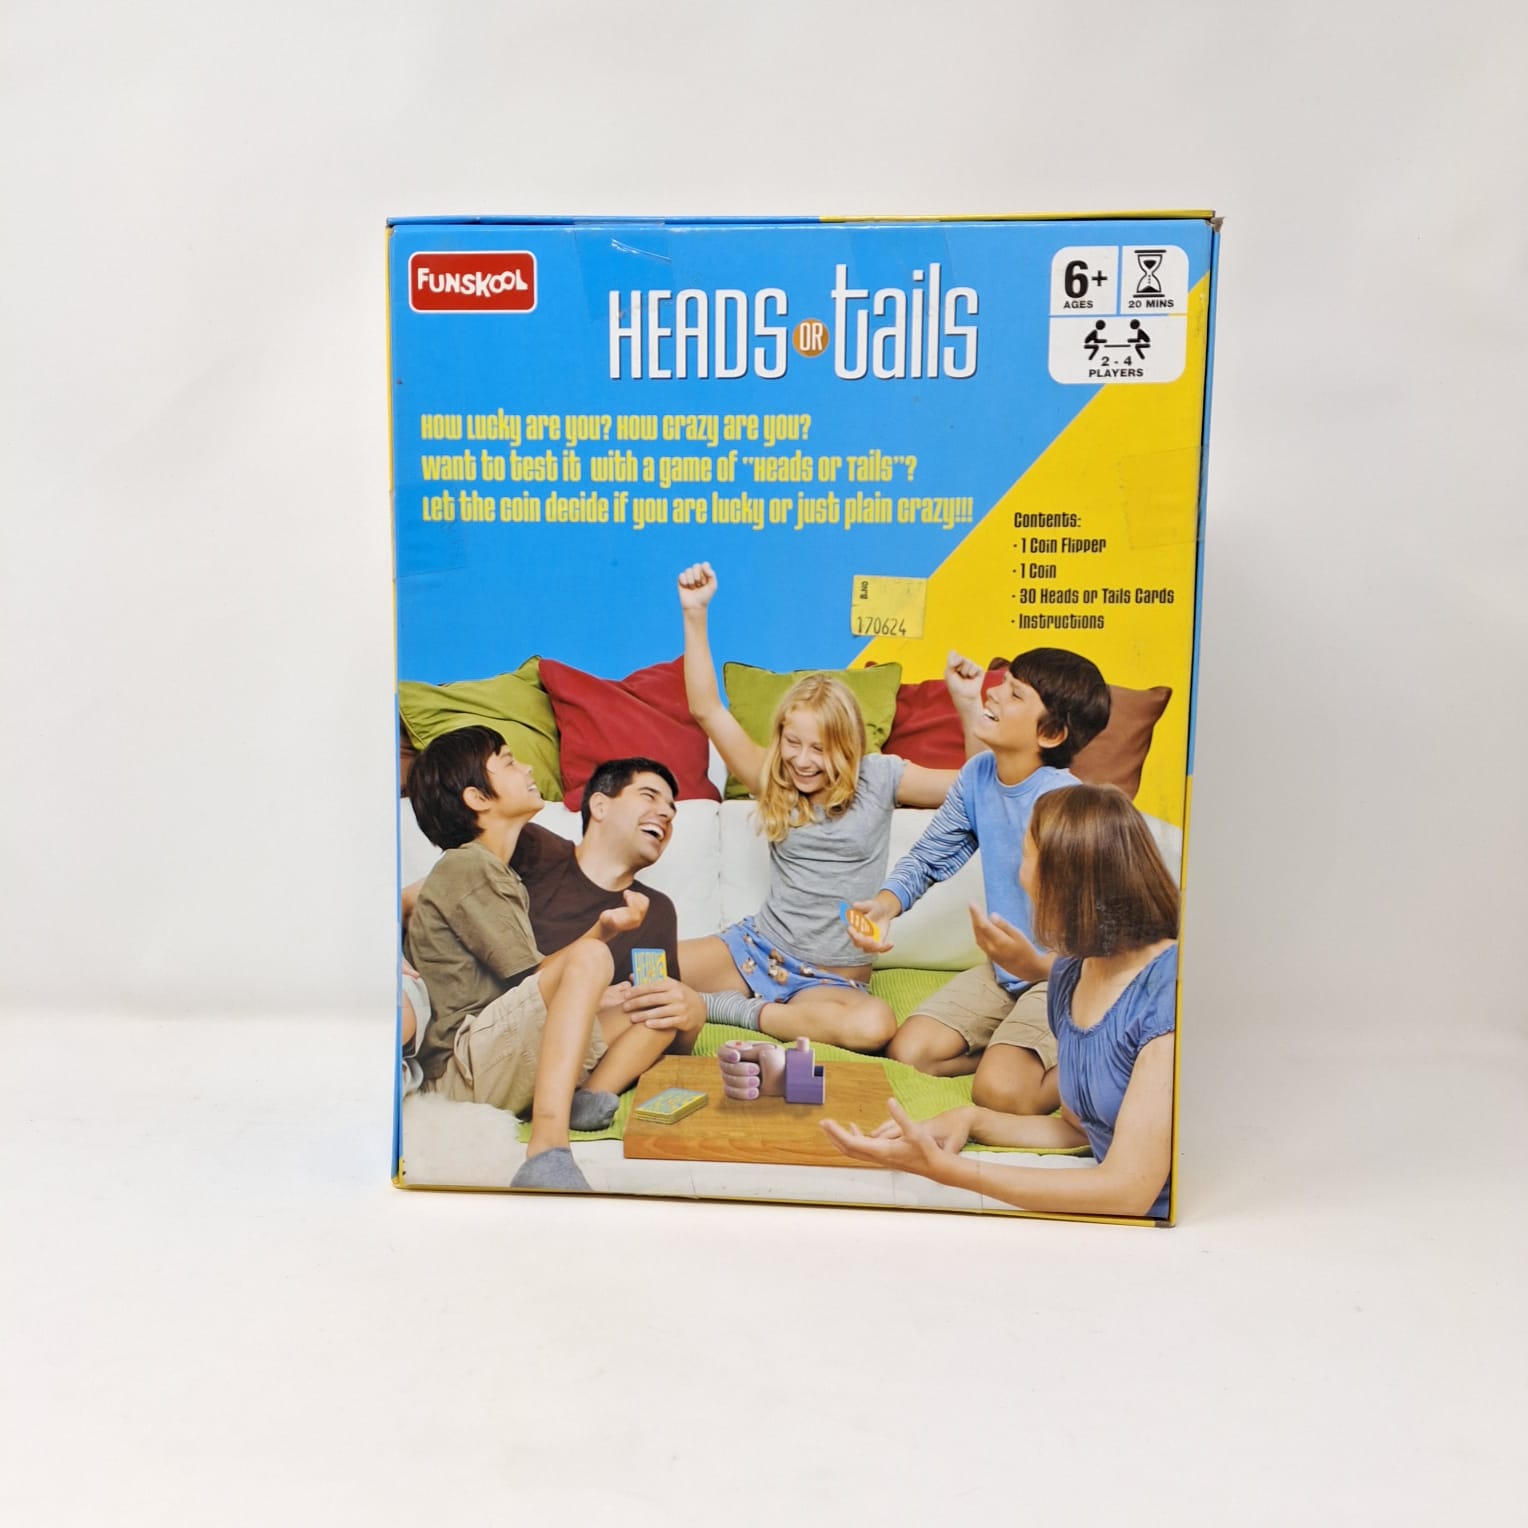 FUNSKOOL
HEADS OR tails
6+
AGES
20 MINS
2 - 4
PLAYERS
HOW LUCKY are you? HOW crazy are you?
want to test it with a game of "Heads or Tails"?
Let the coin decide if you are lucky or just plain crazy!!!
Contents:
· 1 Coin Flipper
· 1 Coin
· 30 Heads or Tails Cards
· Instructions
B.NO
170624
HEADS